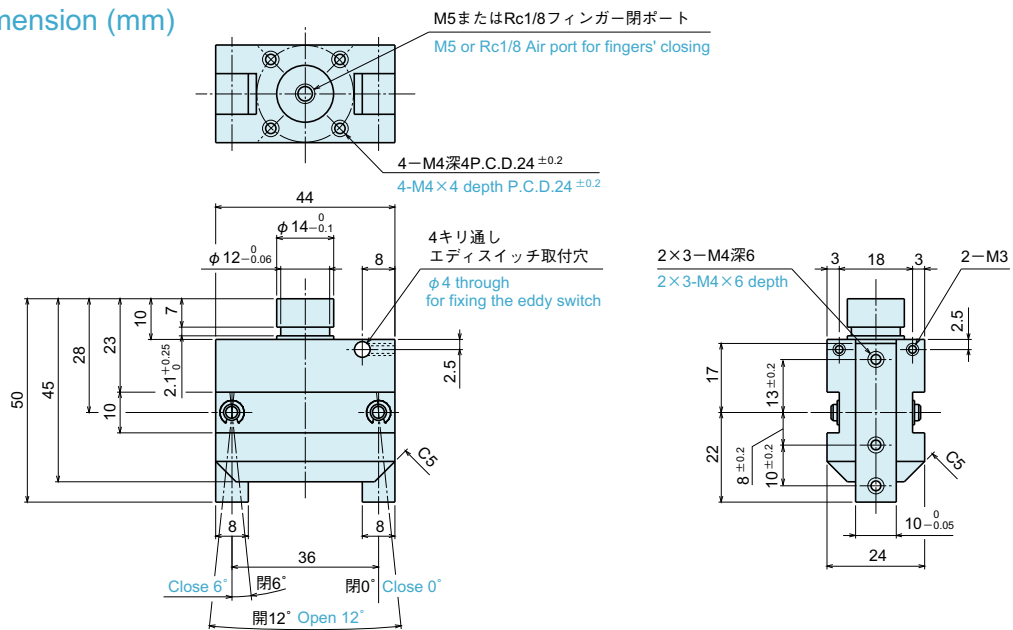 mension (mm)
M5またはRc1/8フィンガー閉ポート
M5 or Rc1/8 Air port for fingers' closing
4－M4深4P.C.D.24 ±0.2
4-M4×4 depth P.C.D.24 ±0.2
44
φ14 0 -0.1
φ12 0 -0.06
8
4キリ通し
エディスイッチ取付穴
φ4 through
for fixing the eddy switch
50
45
28
23
10
10
7
2.1 +0.25 0
2.5
C5
8
8
36
Close 6°
閉6°
閉0° Close 0°
開12° Open 12°
2×3－M4深6
2×3-M4×6 depth
3
18
3
2－M3
2.5
17
22
13±0.2
8±0.2
10±0.2
C5
10 0 -0.05
24